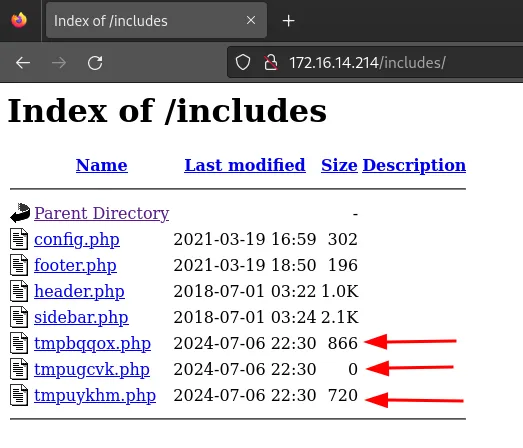 Index of /includes
172.16.14.214/includes/
Index of /includes
Name Last modified Size Description
Parent Directory -
config.php 2021-03-19 16:59 302
footer.php 2021-03-19 18:50 196
header.php 2018-07-01 03:22 1.0K
sidebar.php 2018-07-01 03:24 2.1K
tmpbqqox.php 2024-07-06 22:30 866
tmpugcvk.php 2024-07-06 22:30 0
tmpuykhm.php 2024-07-06 22:30 720